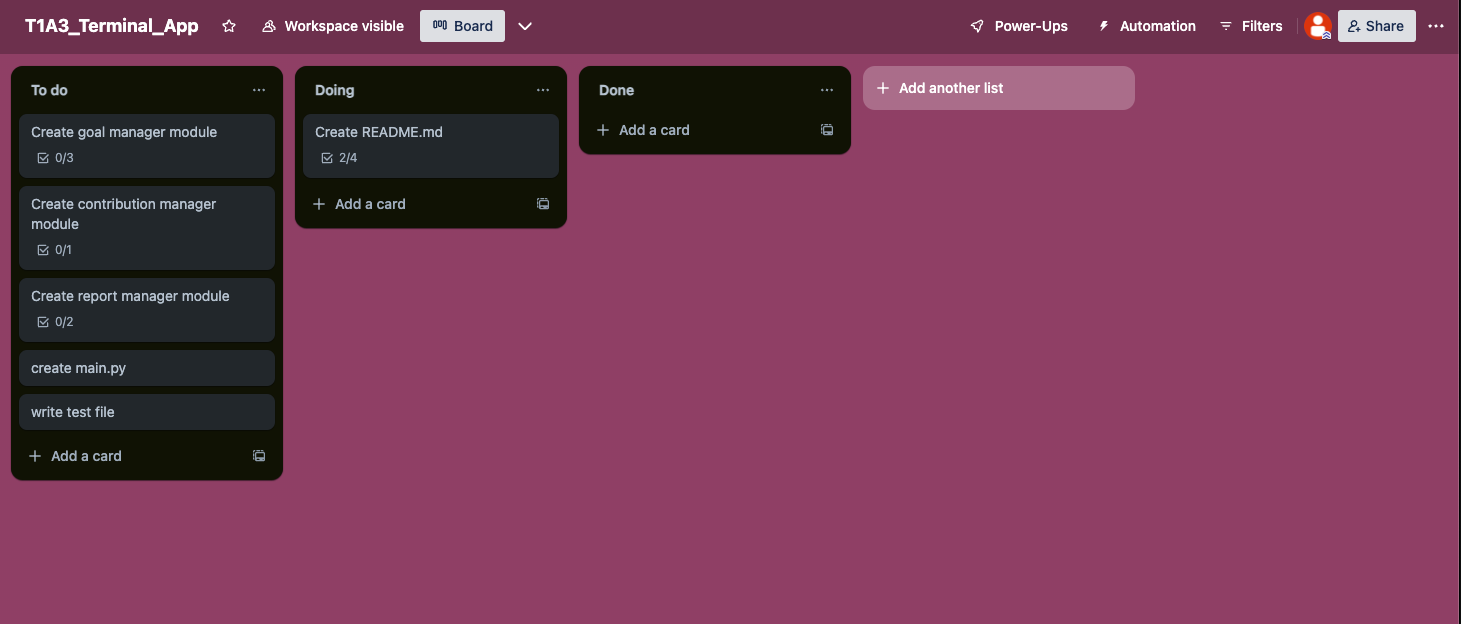 T1A3_Terminal_App
Workspace visible
Board
Power-Ups
Automation
Filters
Share
To do
Create goal manager module
0/3
Create contribution manager
module
0/1
Create report manager module
0/2
create main.py
write test file
Add a card
Doing
Create README.md
2/4
Add a card
Done
Add a card
Add another list